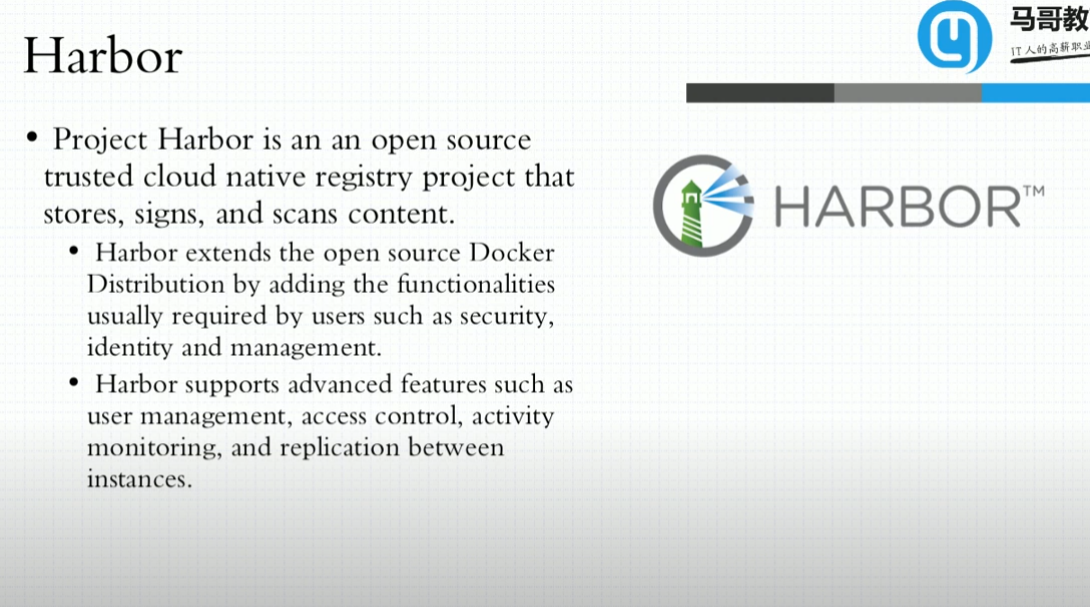 Harbor
马哥教
IT人的高薪职业
• Project Harbor is an an open source
trusted cloud native registry project that
stores, signs, and scans content.
• Harbor extends the open source Docker
Distribution by adding the functionalities
usually required by users such as security,
identity and management.
• Harbor supports advanced features such as
user management, access control, activity
monitoring, and replication between
instances.
HARBOR™